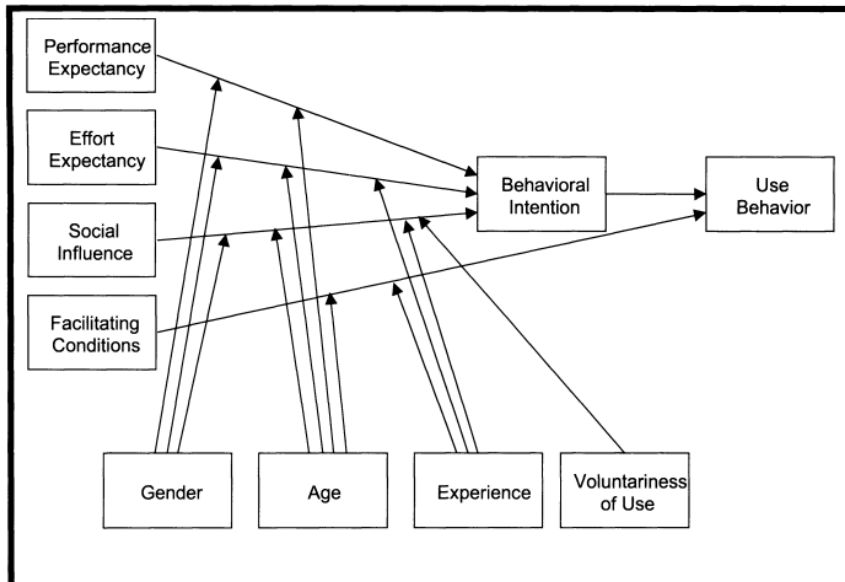 Performance
Expectancy
Effort
Expectancy
Social
Influence
Facilitating
Conditions
Behavioral
Intention
Use
Behavior
Gender
Age
Experience
Voluntariness
of Use